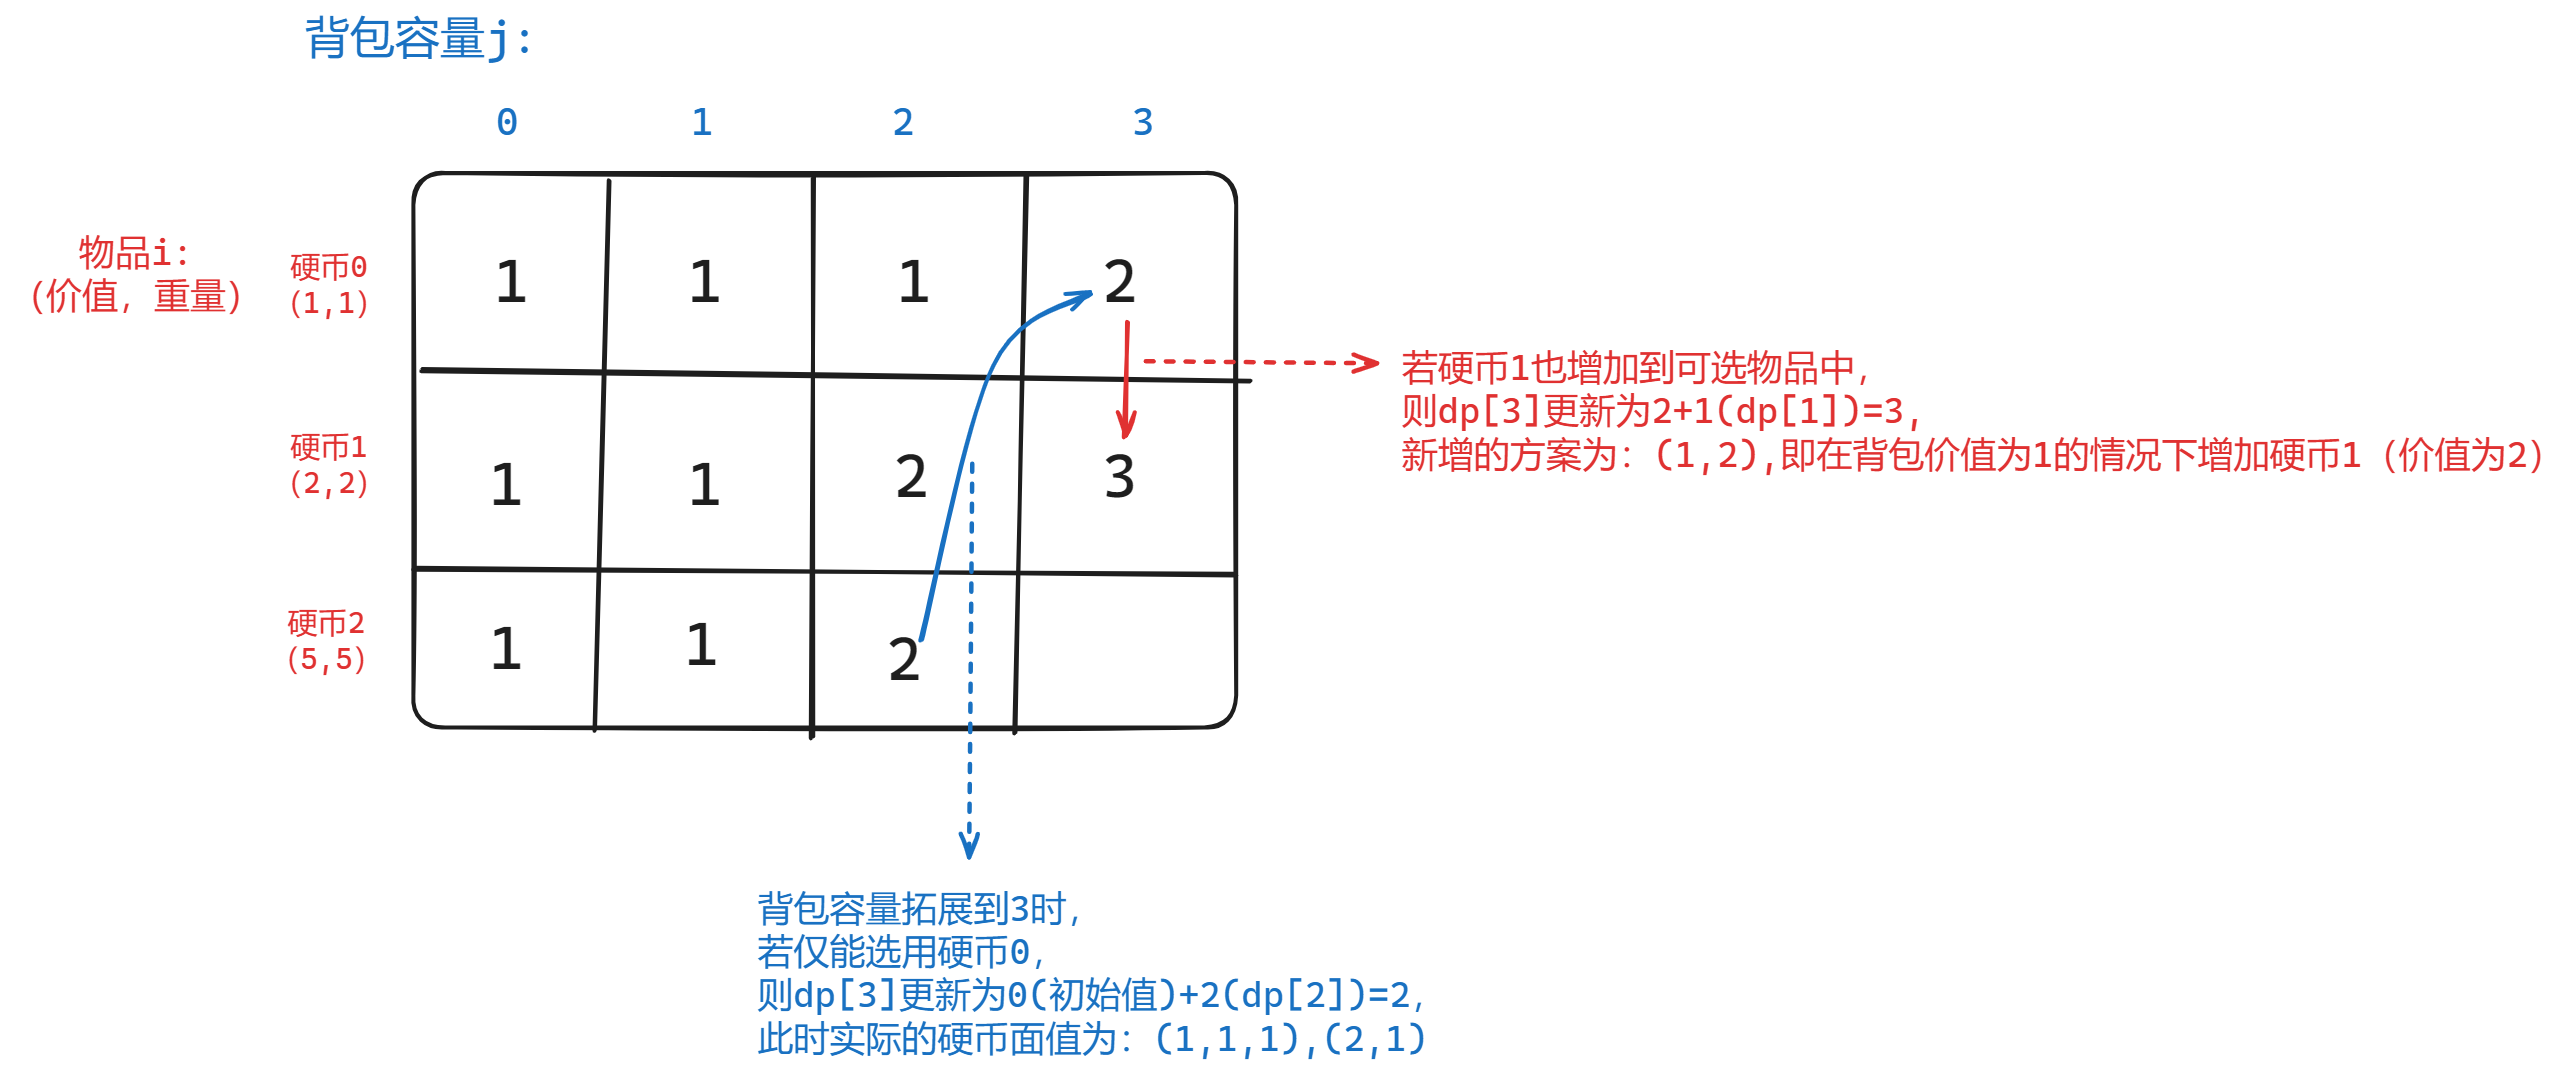 背包容量j:
0 1 2 3
物品i:
(价值，重量)
硬币0
(1,1)
1 1 1 2
若硬币1也增加到可选物品中，
则dp[3]更新为2+1(dp[1])=3,
新增的方案为：(1,2),即在背包价值为1的情况下增加硬币1（价值为2）
硬币1
(2,2)
1 1 2 3
硬币2
(5,5)
1 1 2
背包容量拓展到3时，
若仅能选用硬币0，
则dp[3]更新为0(初始值)+2(dp[2])=2，
此时实际的硬币面值为：(1,1,1),(2,1)